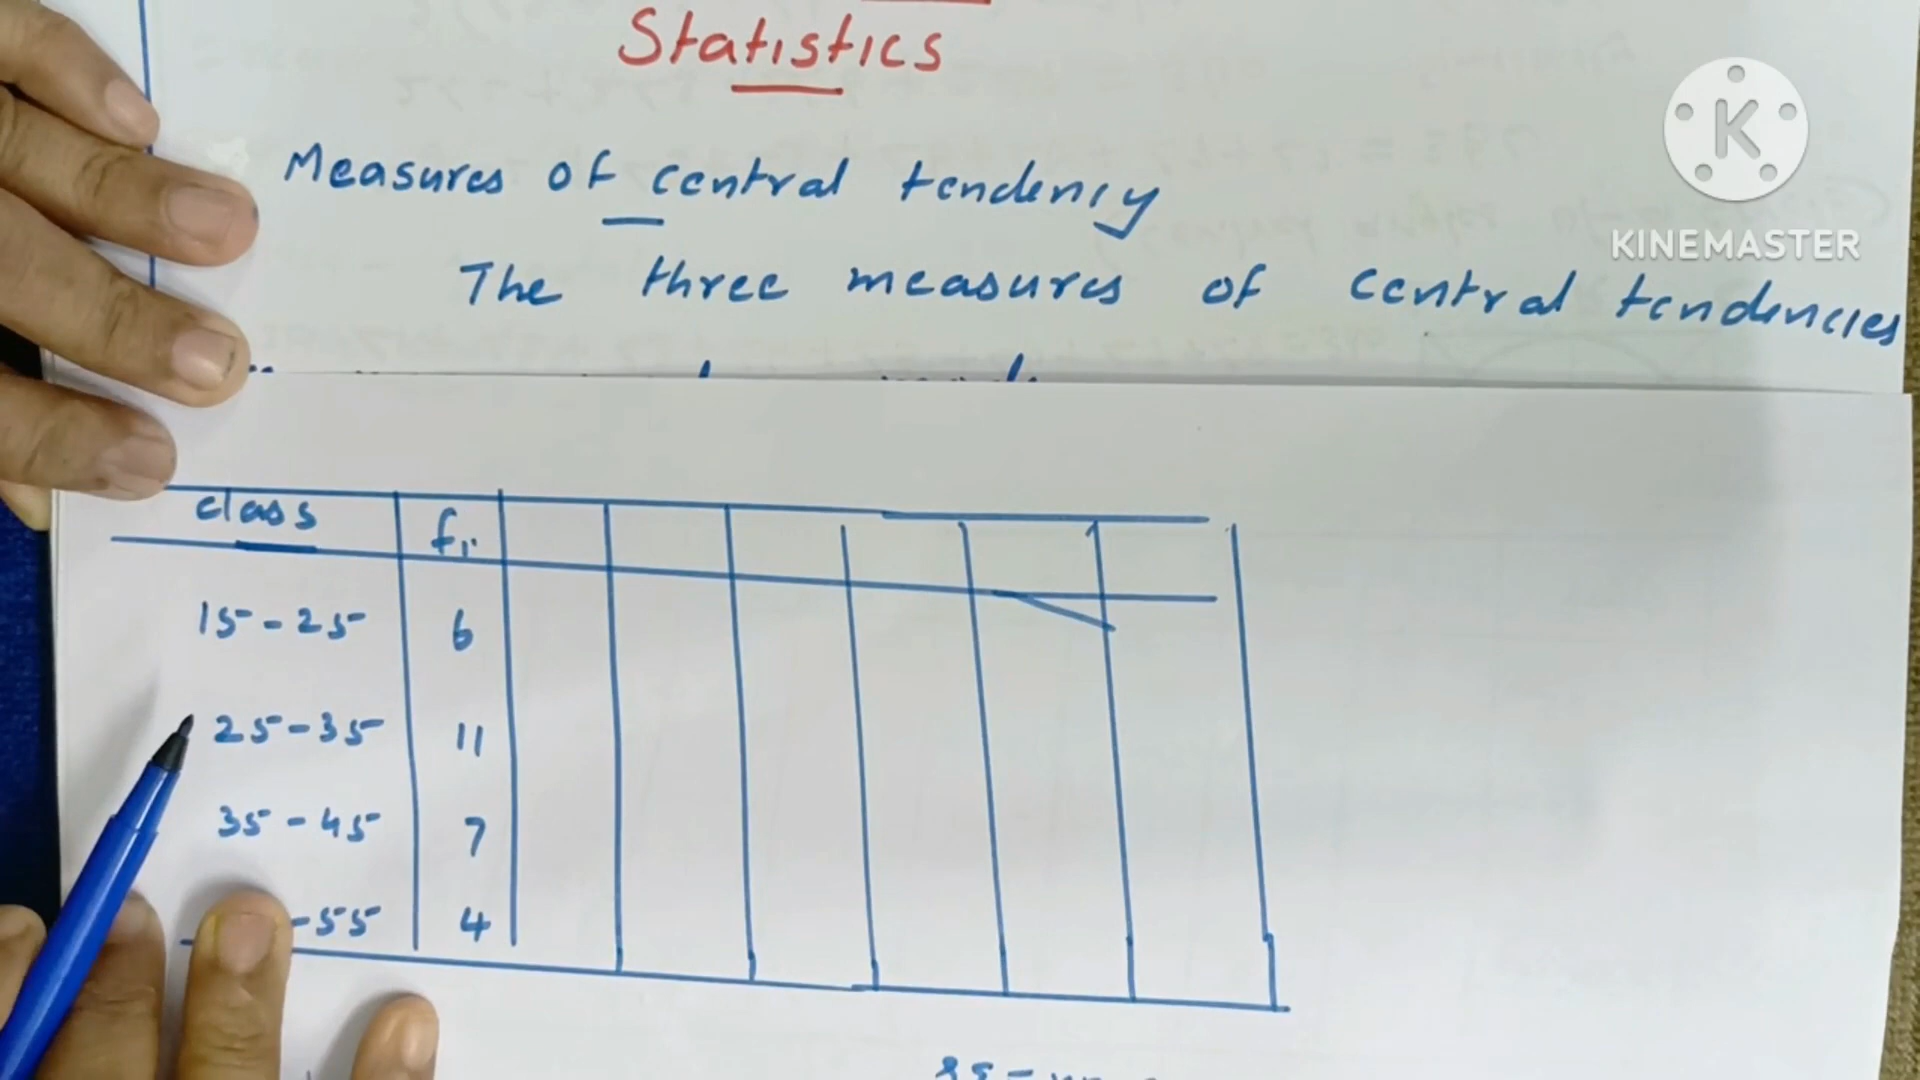 Statistics
Measures of central tendency
The three measures of central tendencies
class f1.
15-25 6
25-35 11
35-45 7
-55 4
K
KINEMASTER